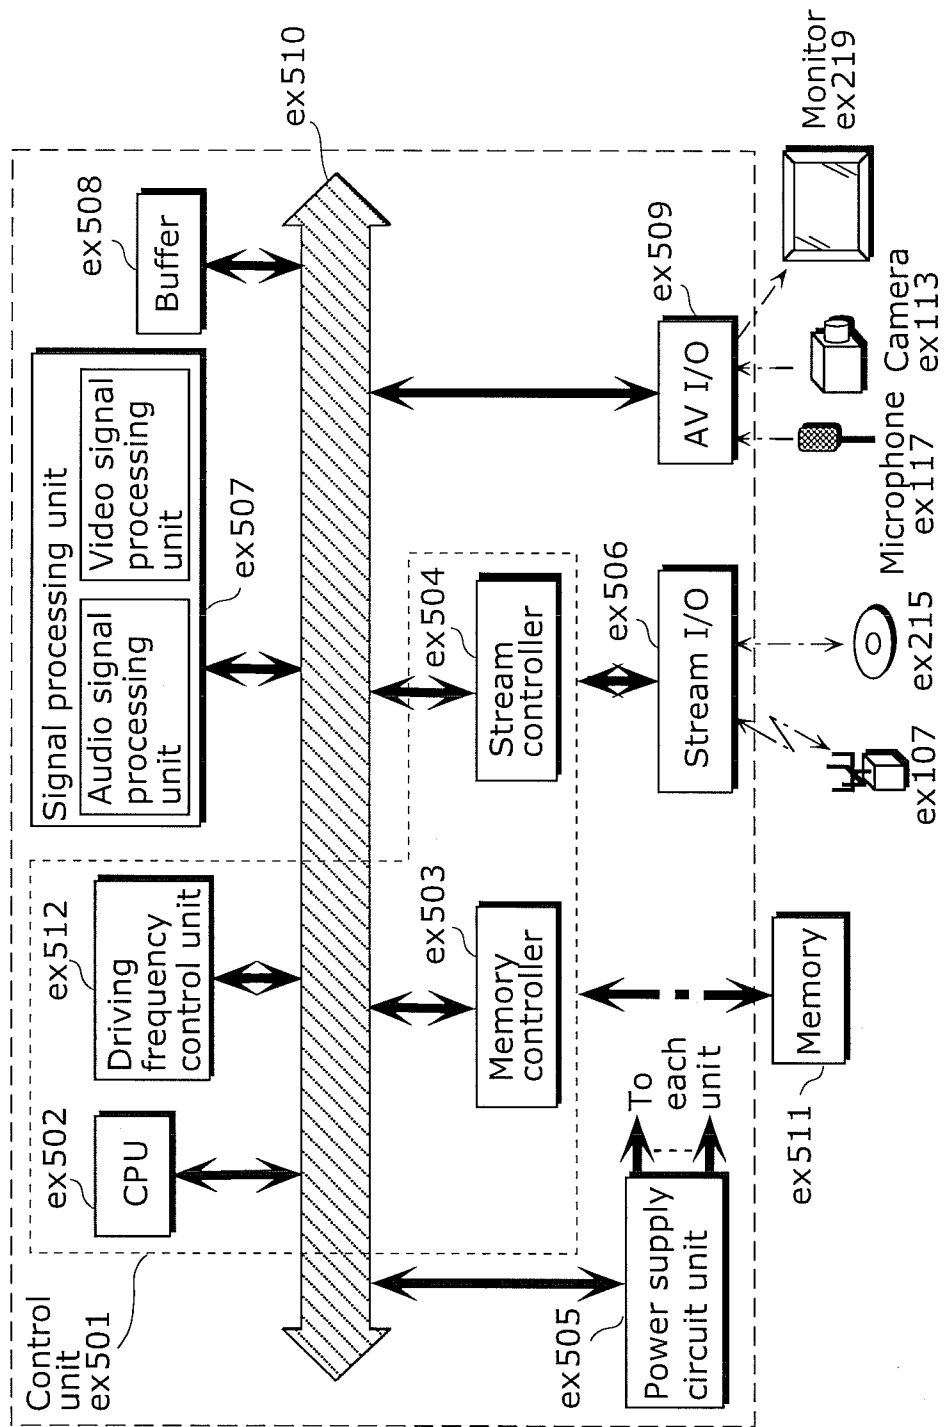 Control
unit
ex501
ex502
CPU
ex512
Driving
frequency
control unit
Signal processing unit
Audio signal
processing
unit
Video signal
processing
unit
ex507
ex508
Buffer
ex510
ex503
Memory
controller
ex504
Stream
controller
ex505
Power supply
circuit unit
To
each
unit
ex506
Stream I/O
ex509
AV I/O
ex511
Memory
ex107
ex215
Microphone
ex117
Camera
ex113
Monitor
ex219